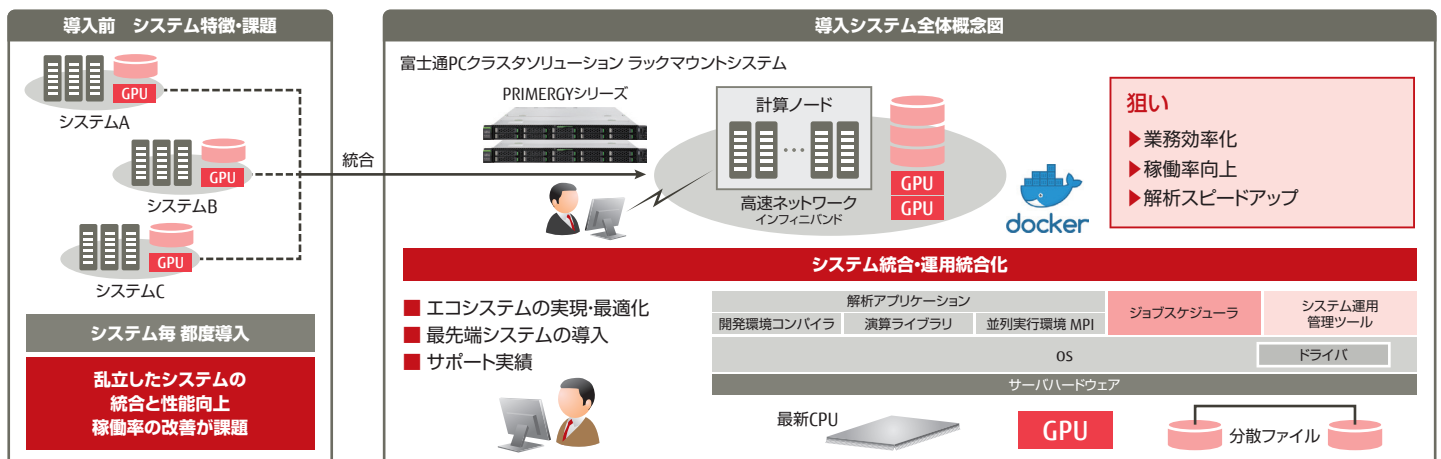 導入前 システム特徴・課題
GPU
システムA
GPU
システムB
GPU
システムC
システム毎 都度導入
乱立したシステムの
統合と性能向上
稼働率の改善が課題
統合
導入システム全体概念図
富士通PCクラスタソリューション ラックマウントシステム
PRIMERGYシリーズ
計算ノード
高速ネットワーク
インフィニバンド
GPU
GPU
docker
狙い
▶業務効率化
▶稼働率向上
▶解析スピードアップ
システム統合・運用統合化
■ エコシステムの実現・最適化
■ 最先端システムの導入
■ サポート実績
解析アプリケーション
開発環境コンパイラ 演算ライブラリ 並列実行環境 MPI
ジョブスケジューラ
システム運用
管理ツール
OS
ドライバ
サーバハードウェア
最新CPU
GPU
分散ファイル